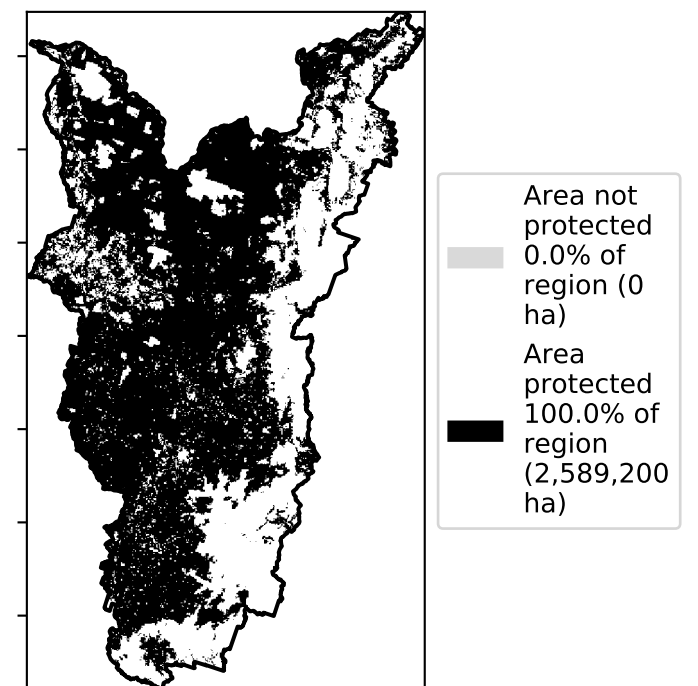 Area not
protected
0.0% of
region (0
ha)
Area
protected
100.0% of
region
(2,589,200
ha)